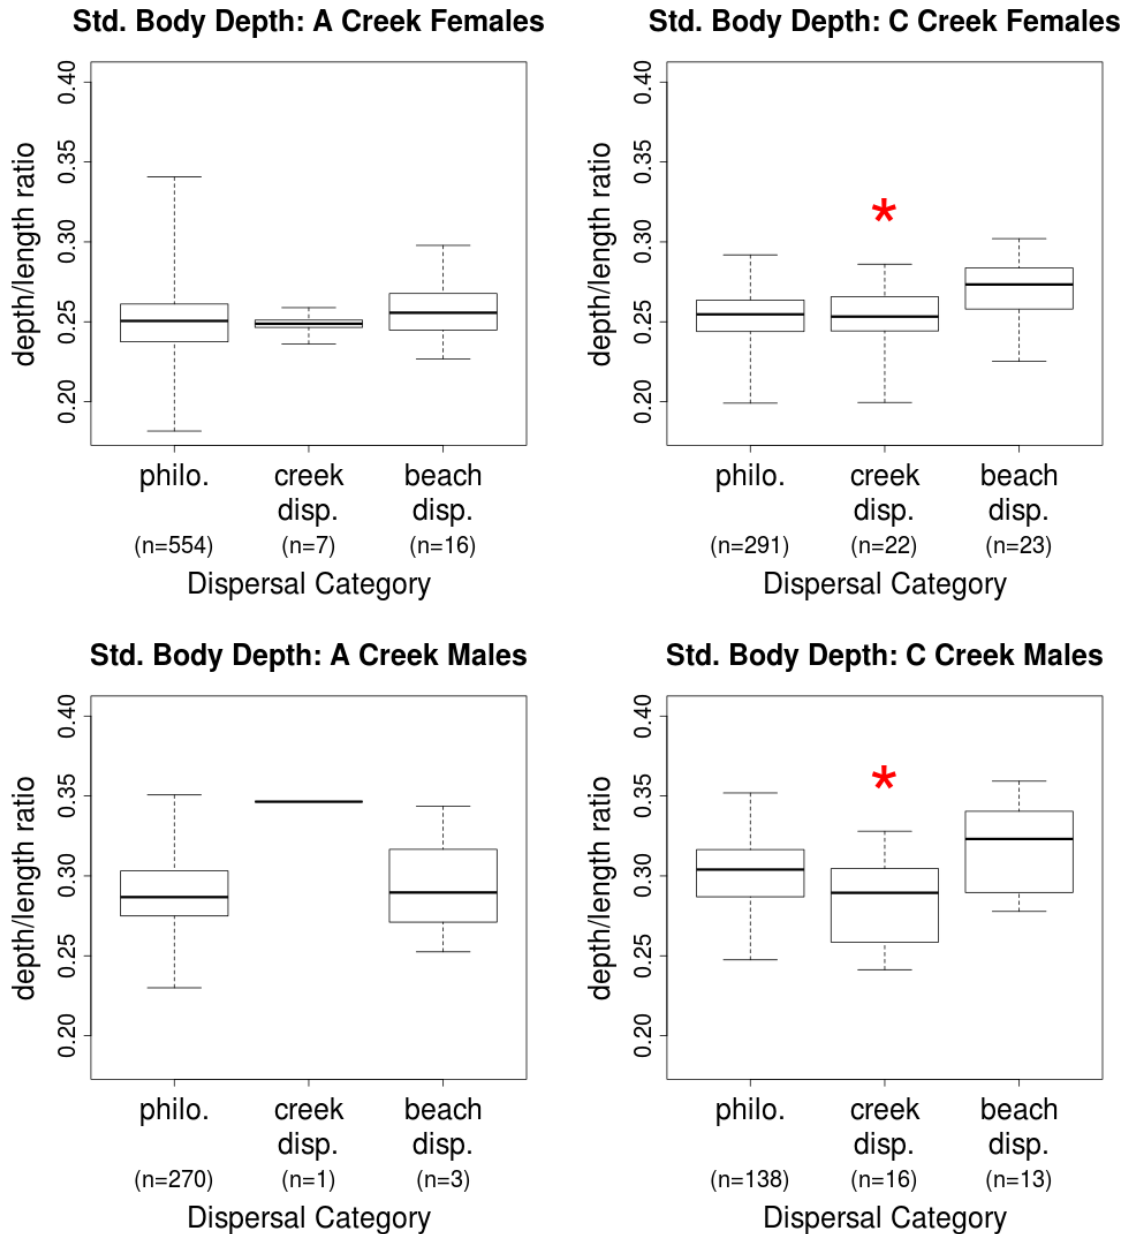 Std. Body Depth: A Creek Females
depth/length ratio
0.40
0.35
0.30
0.25
0.20
philo.
creek
disp.
beach
disp.
(n=554)
(n=7)
(n=16)
Dispersal Category
Std. Body Depth: C Creek Females
depth/length ratio
0.40
0.35
0.30
0.25
0.20
*
philo.
creek
disp.
beach
disp.
(n=291)
(n=22)
(n=23)
Dispersal Category
Std. Body Depth: A Creek Males
depth/length ratio
0.40
0.35
0.30
0.25
0.20
philo.
creek
disp.
beach
disp.
(n=270)
(n=1)
(n=3)
Dispersal Category
Std. Body Depth: C Creek Males
depth/length ratio
0.40
0.35
0.30
0.25
0.20
*
philo.
creek
disp.
beach
disp.
(n=138)
(n=16)
(n=13)
Dispersal Category